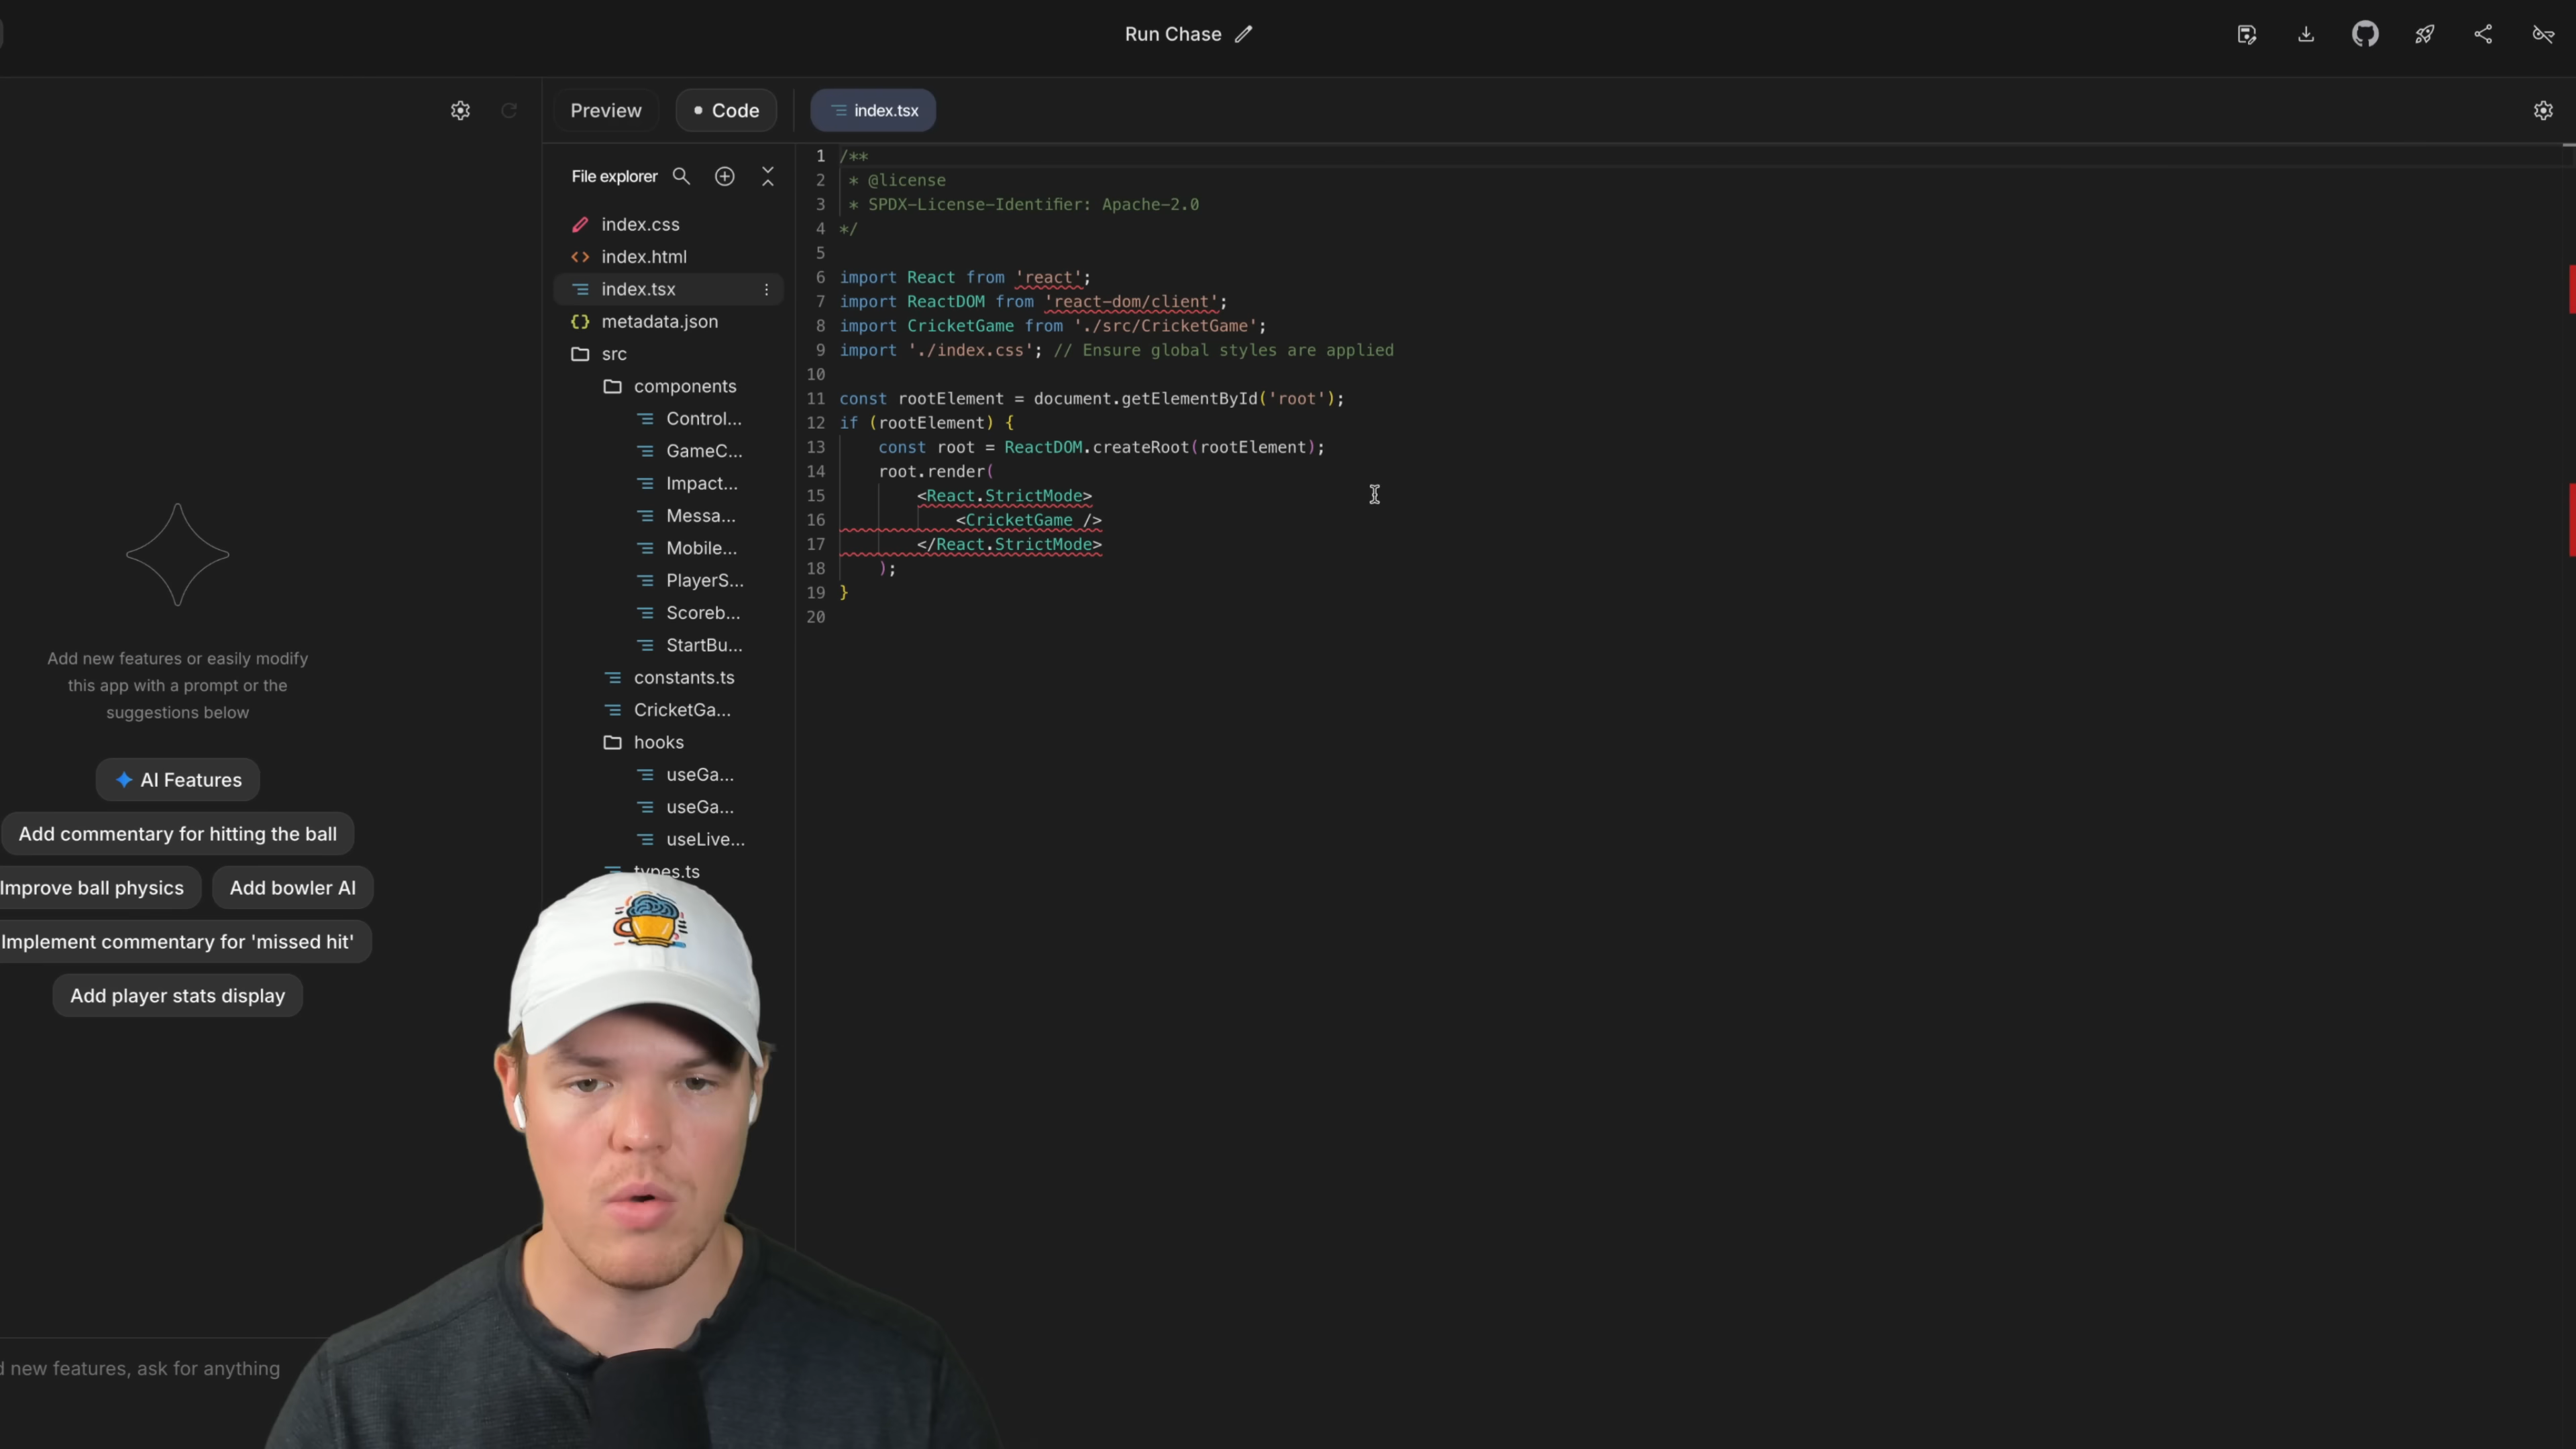 Run Chase
Preview
Code
index.tsx
File explorer
index.css
index.html
index.tsx
metadata.json
src
components
Control...
GameC...
Impact...
Messa...
Mobile...
PlayerS...
Scoreb...
StartBu...
constants.ts
CricketGa...
hooks
useGa...
useGa...
useLive...
types.ts
1 /**
2 * @license
3 * SPDX-License-Identifier: Apache-2.0
4 */
5
6 import React from 'react';
7 import ReactDOM from 'react-dom/client';
8 import CricketGame from './src/CricketGame';
9 import './index.css'; // Ensure global styles are applied
10
11 const rootElement = document.getElementById('root');
12 if (rootElement) {
13 const root = ReactDOM.createRoot(rootElement);
14 root.render(
15 <React.StrictMode>
16 <CricketGame />
17 </React.StrictMode>
18 );
19 }
20
Add new features or easily modify
this app with a prompt or the
suggestions below
AI Features
Add commentary for hitting the ball
Improve ball physics
Add bowler AI
Implement commentary for 'missed hit'
Add player stats display
new features, ask for anything